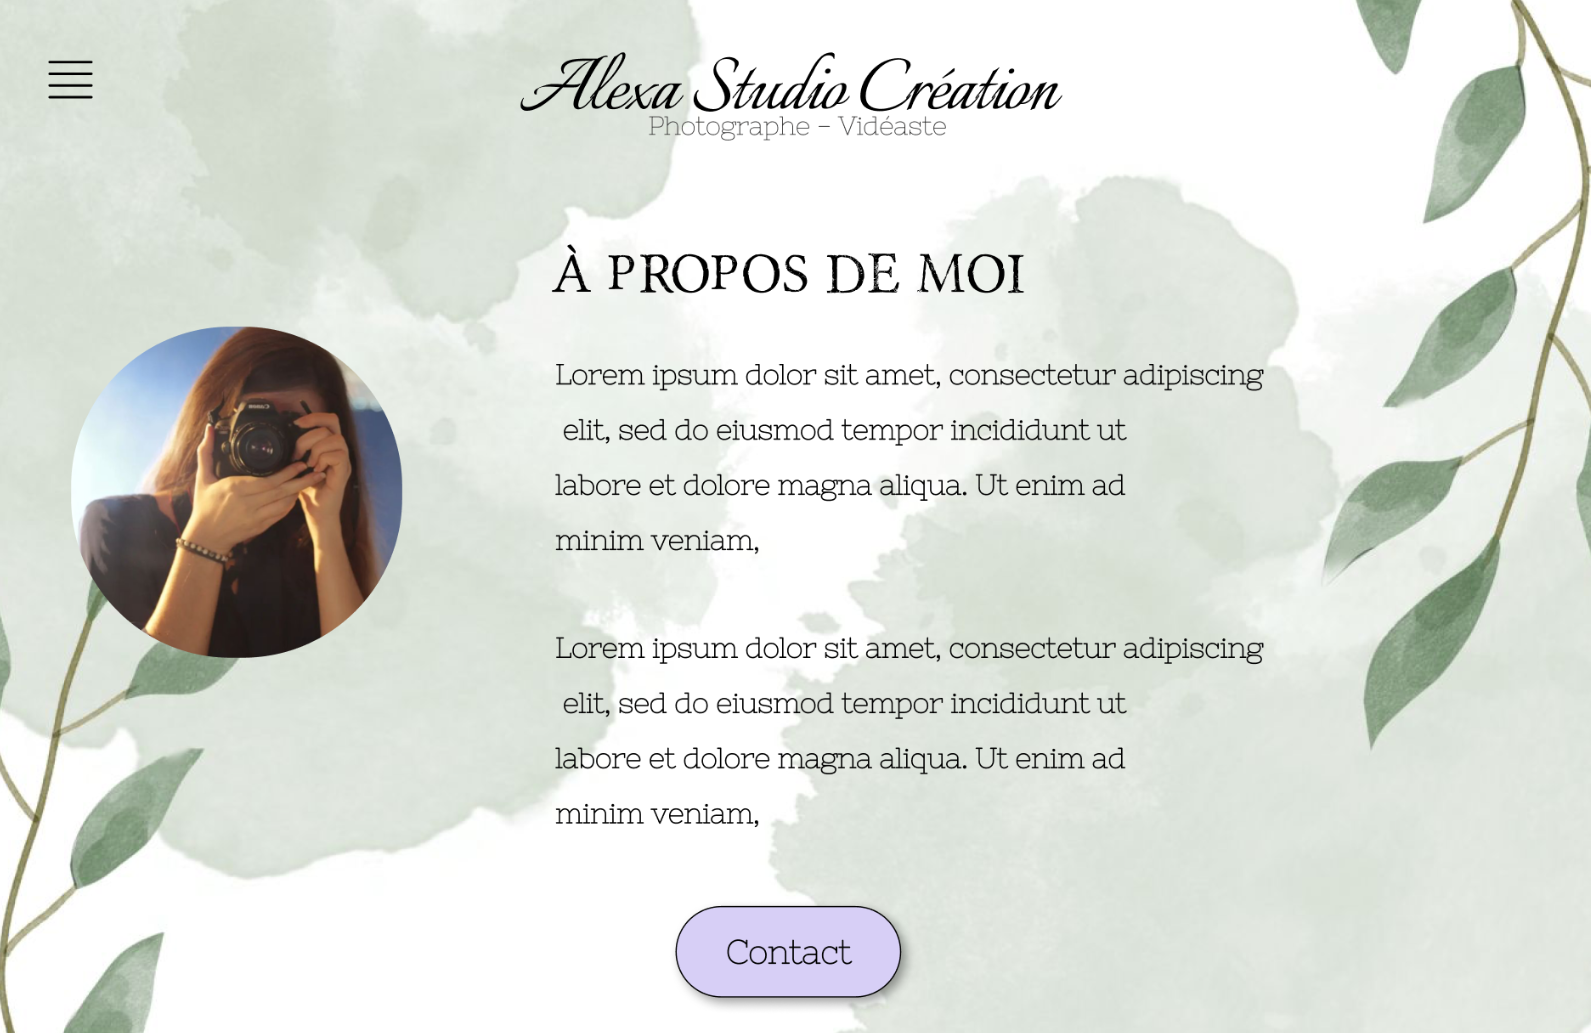 Alexa Studio Création
Photographe - Vidéaste
À PROPOS DE MOI
Lorem ipsum dolor sit amet, consectetur adipiscing
elit, sed do eiusmod tempor incididunt ut
labore et dolore magna aliqua. Ut enim ad
minim veniam,
Lorem ipsum dolor sit amet, consectetur adipiscing
elit, sed do eiusmod tempor incididunt ut
labore et dolore magna aliqua. Ut enim ad
minim veniam,
Contact